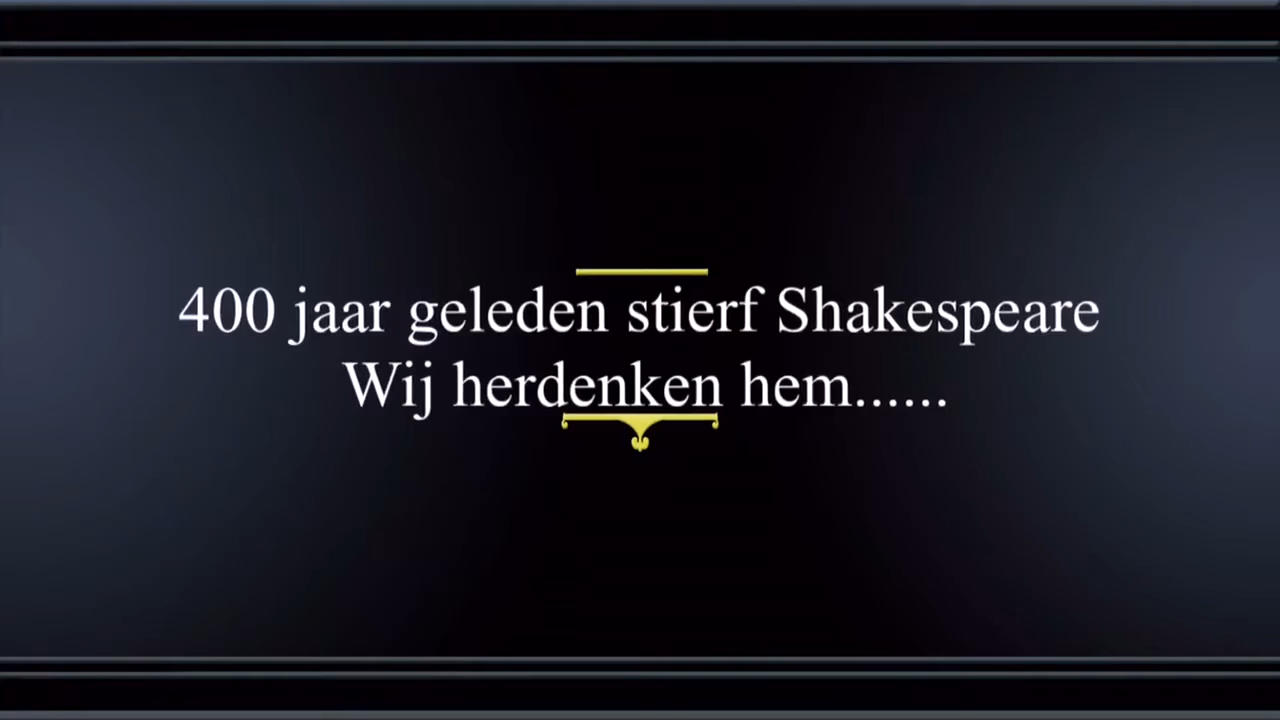 400 jaar geleden stierf Shakespeare
Wij herdenken hem......